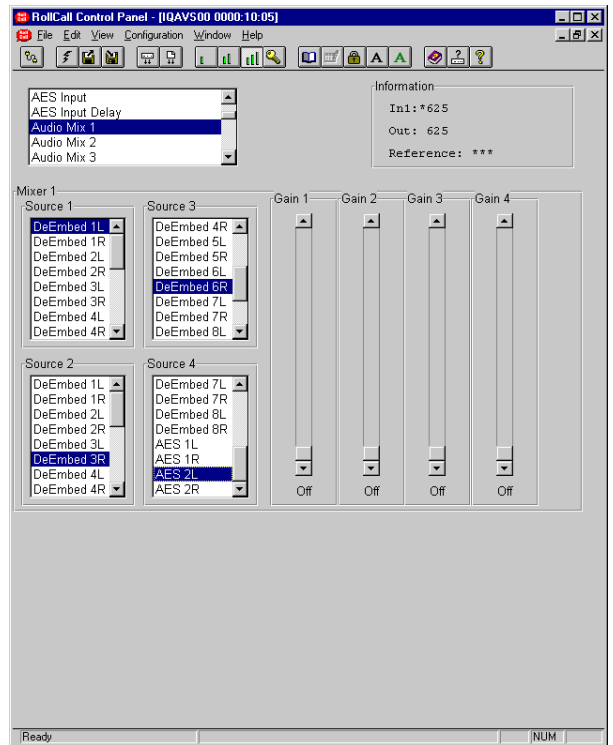 RollCall Control Panel - [IQAVS00 0000:10:05]
File Edit View Configuration Window Help
A A
AES Input
AES Input Delay
Audio Mix 1
Audio Mix 2
Audio Mix 3
Information
In1:*625
Out: 625
Reference: ***
Mixer 1
Source 1
DeEmbed 1L
DeEmbed 1R
DeEmbed 2L
DeEmbed 2R
DeEmbed 3L
DeEmbed 3R
DeEmbed 4L
DeEmbed 4R
Source 3
DeEmbed 4R
DeEmbed 5L
DeEmbed 5R
DeEmbed 6L
DeEmbed 6R
DeEmbed 7L
DeEmbed 7R
DeEmbed 8L
Source 2
DeEmbed 1L
DeEmbed 1R
DeEmbed 2L
DeEmbed 2R
DeEmbed 3L
DeEmbed 3R
DeEmbed 4L
DeEmbed 4R
Source 4
DeEmbed 7L
DeEmbed 7R
DeEmbed 8L
DeEmbed 8R
AES 1L
AES 1R
AES 2L
AES 2R
Gain 1 Gain 2 Gain 3 Gain 4
Off Off Off Off
Ready NUM